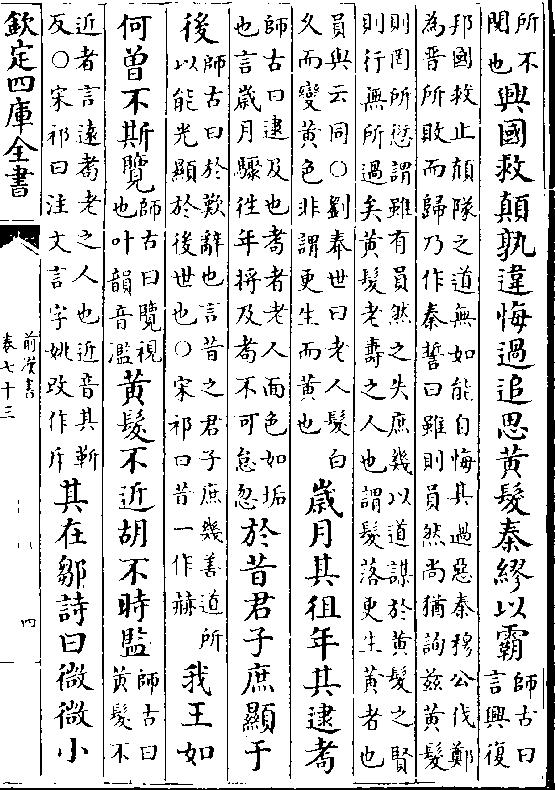 所不
閲也
興國救顛孰違悔過追思黄髮秦繆以霸
師古曰
言興復
邦國救止顛隊之道無如能自悔其過惡秦穆公伐鄭
為晉所敗而歸乃作秦誓曰雖則員然尚猶詢兹黄髮
則罔所愆謂雖有員然之失庶幾以道謀於黄髮之賢
則行無所過矣黄髮老壽之人也謂髮落更生黄者也
員與云同○劉奉世曰老人髮白
久而變黄色非謂更生而黄也
歲月其徂年其逮耇
師古曰逮及也耇者老人面色如垢
也言歲月驟往年將及耇不可怠忽
於昔君子庶顯于
後
師古曰於歎辭也言昔之君子庶幾善道所
以能光顯於後世也○宋祁曰昔一作赫
我王如
何曾不斯覽
師古曰覽視
也叶韻音濫
黄髮不近胡不時監
師古曰
黄髮不
近者言遠耇老之人也近音其靳
反○宋祁曰注文言字姚改作斥
其在鄒詩曰微微小
欽定四庫全書
前漢書
卷七十三
四